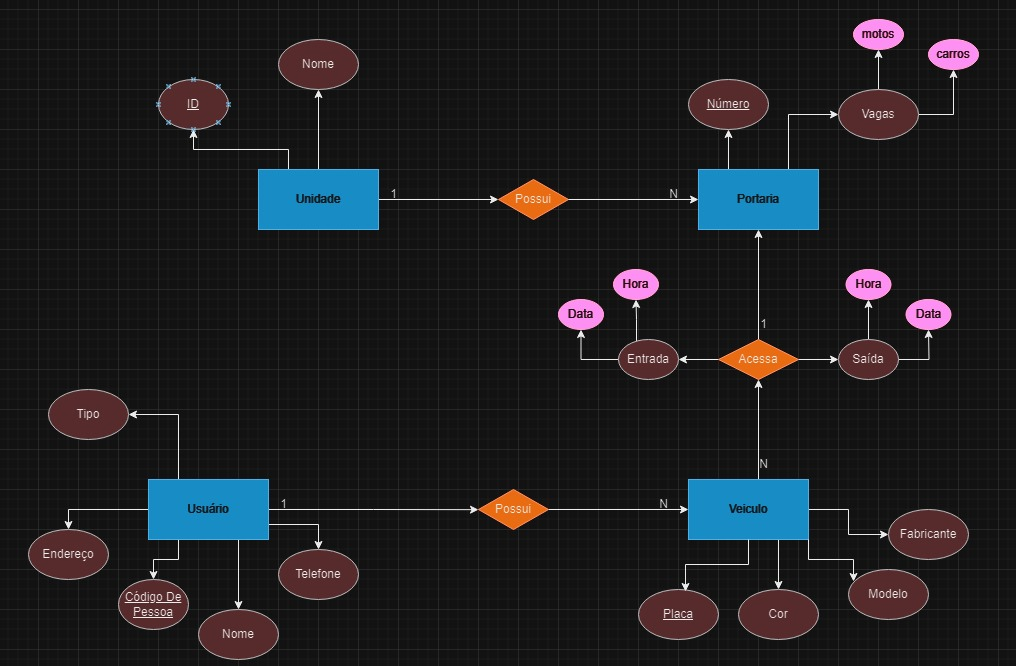 motos
carros
Nome
ID
Número
Vagas
Unidade
1
Possui
N
Portaria
Hora
Hora
Data
Data
1
Entrada
Acessa
Saída
Tipo
N
Usuário
1
Possui
N
Veiculo
Fabricante
Endereço
Telefone
Modelo
Código De
Pessoa
Placa
Cor
Nome